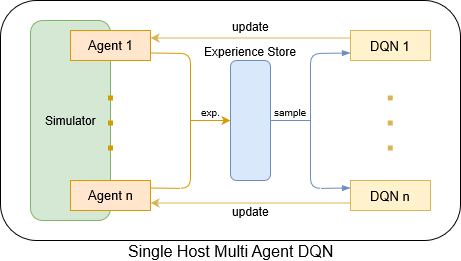 update
Agent 1
DQN 1
Experience Store
Simulator
exp.
sample
Agent n
DQN n
update
Single Host Multi Agent DQN